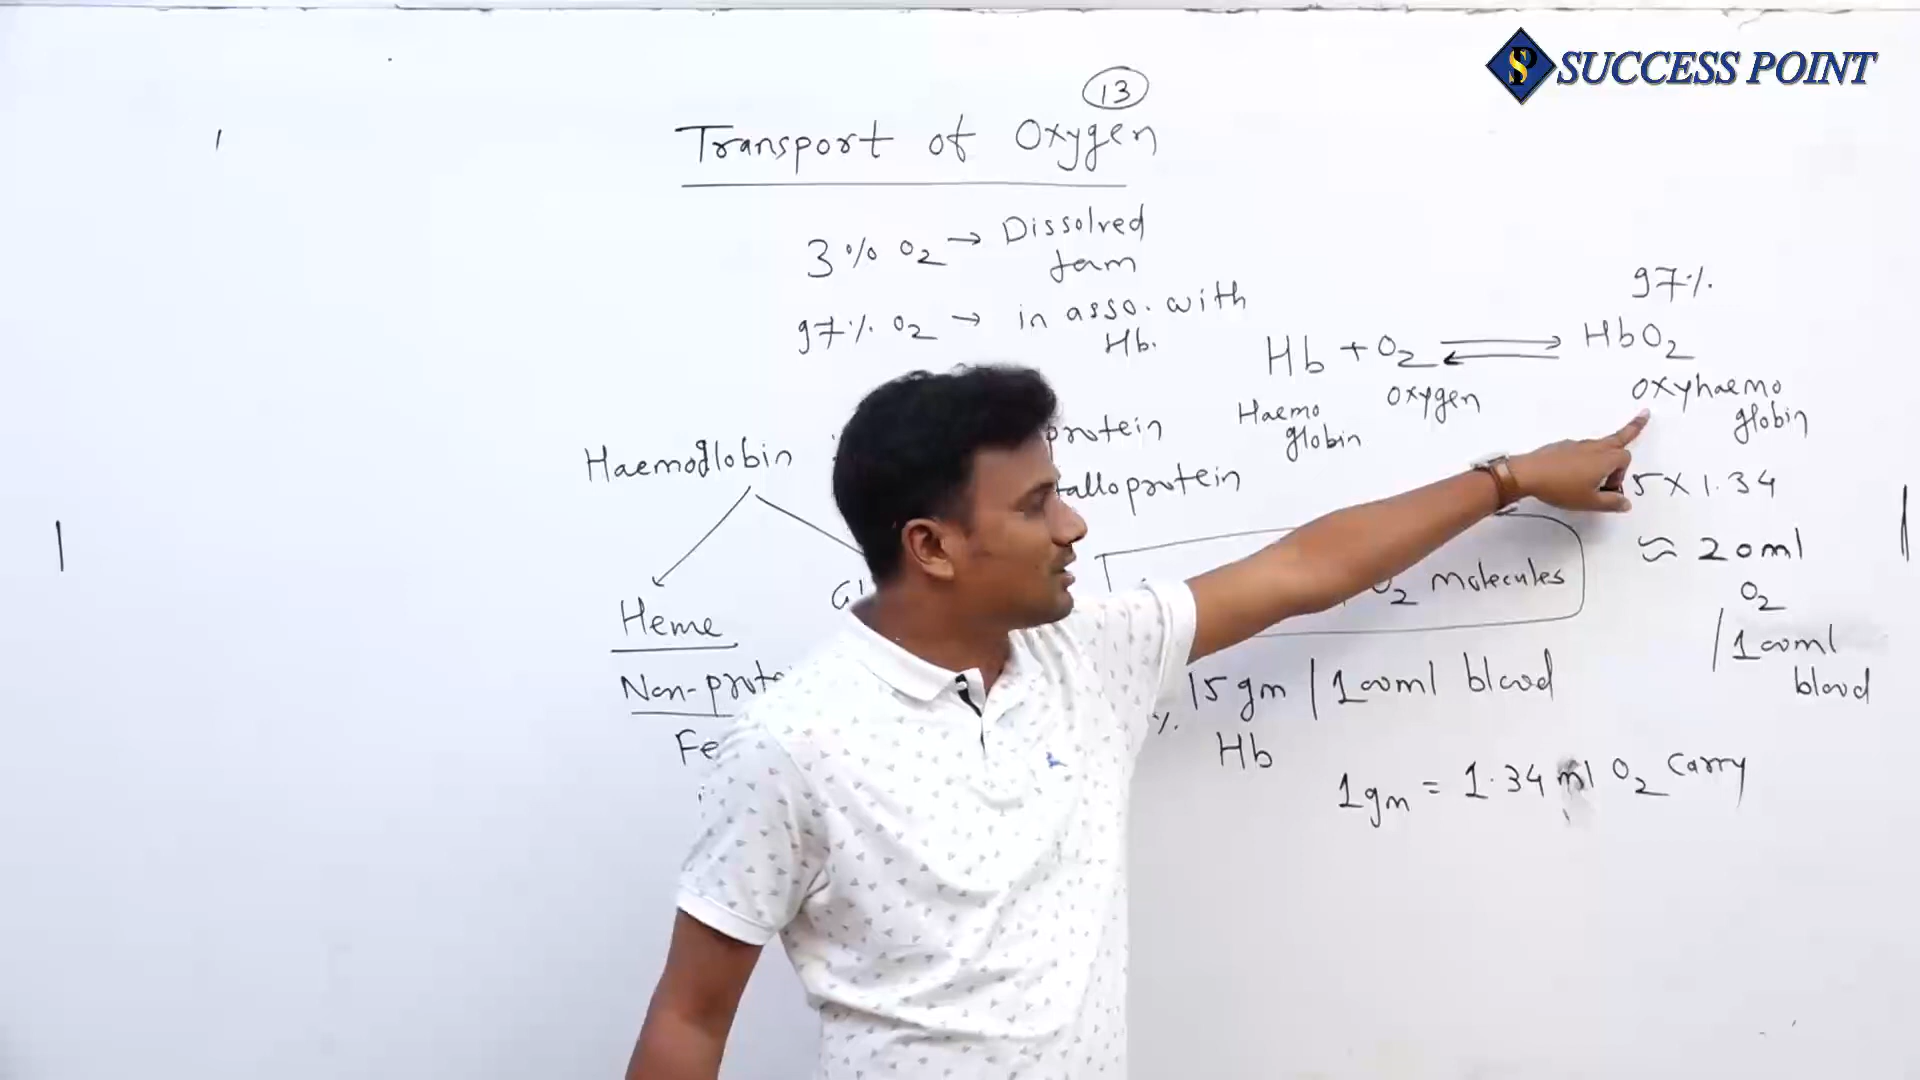 SUCCESS POINT
13
Transport of Oxygen
3% O2 → Dissolved
form
97% O2 → in asso. with
Hb.
97%
Hb + O2 ⇌ HbO2
Haemo
globin
oxygen
oxyhaemo
globin
Haemoglobin
protein
talloprotein
5 x 1.34
≈ 20ml
O2
/100ml
blood
Heme
Gl
O2 molecules
Non-prote
Fe
% 15 gm / 100ml blood
Hb
1gm = 1.34 ml O2 carry